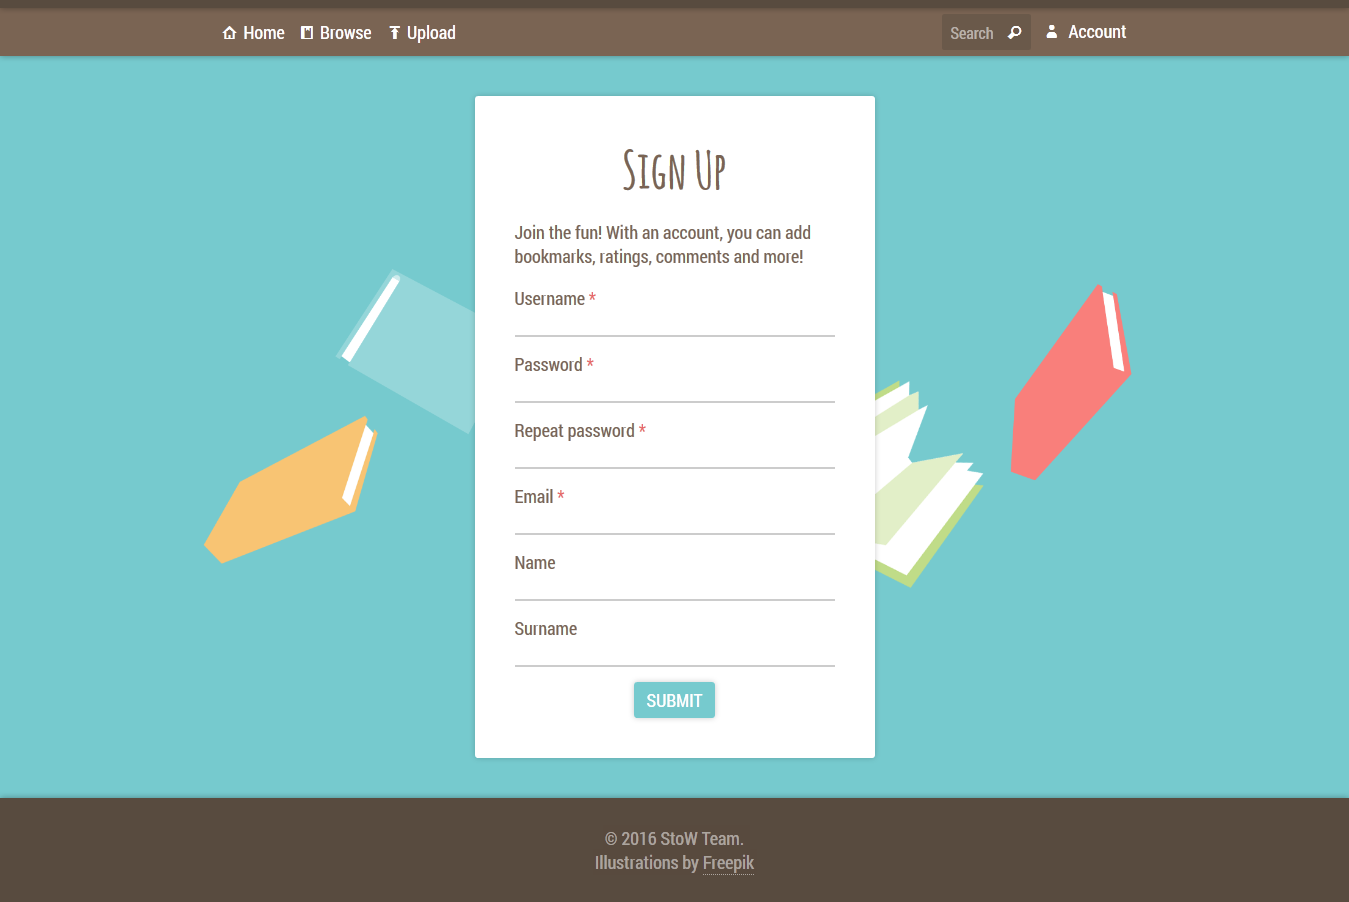 Home Browse Upload Search Account
Sign Up
Join the fun! With an account, you can add
bookmarks, ratings, comments and more!
Username *
Password *
Repeat password *
Email *
Name
Surname
SUBMIT
© 2016 StoW Team.
Illustrations by Freepik